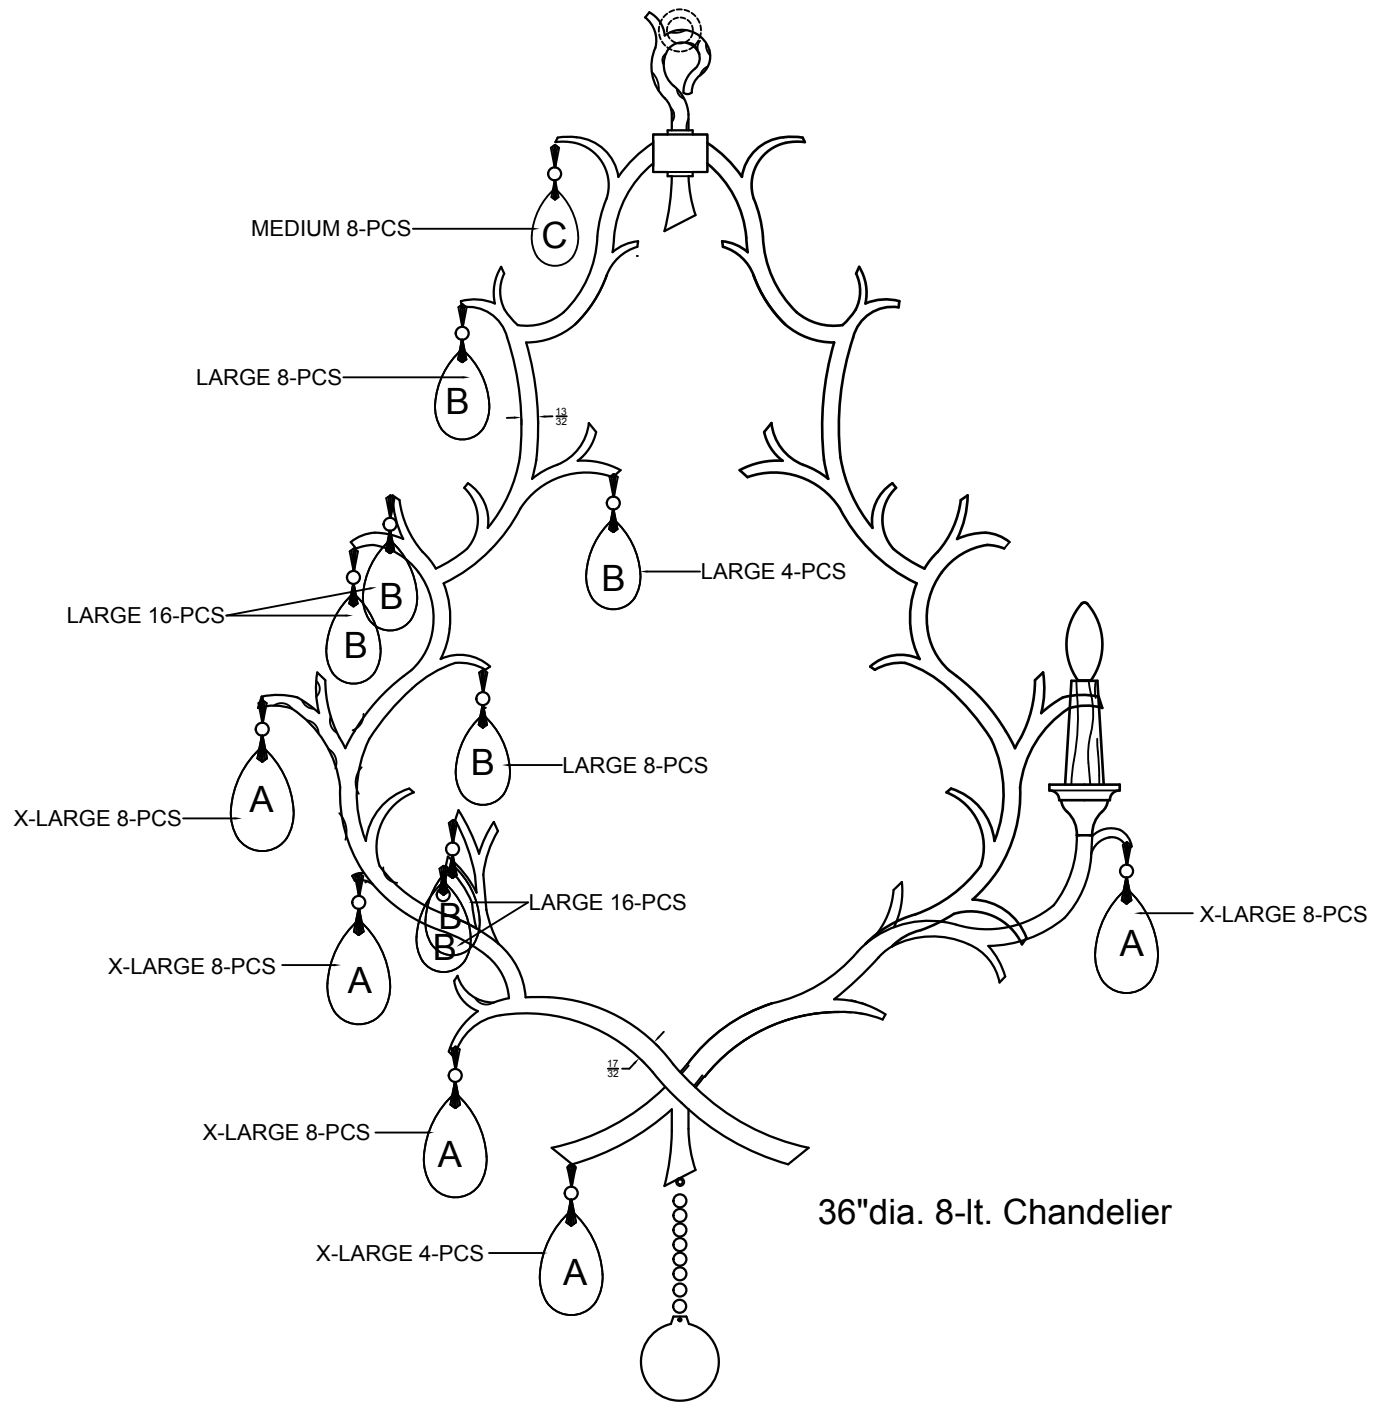 C
MEDIUM 8-PCS
LARGE 8-PCS
B
13
32
B
LARGE 4-PCS
B
LARGE 16-PCS
B
B
LARGE 8-PCS
A
X-LARGE 8-PCS
B
LARGE 16-PCS
B
X-LARGE 8-PCS
A
X-LARGE 8-PCS
A
17
32
X-LARGE 8-PCS
A
36"dia. 8-lt. Chandelier
X-LARGE 4-PCS
A